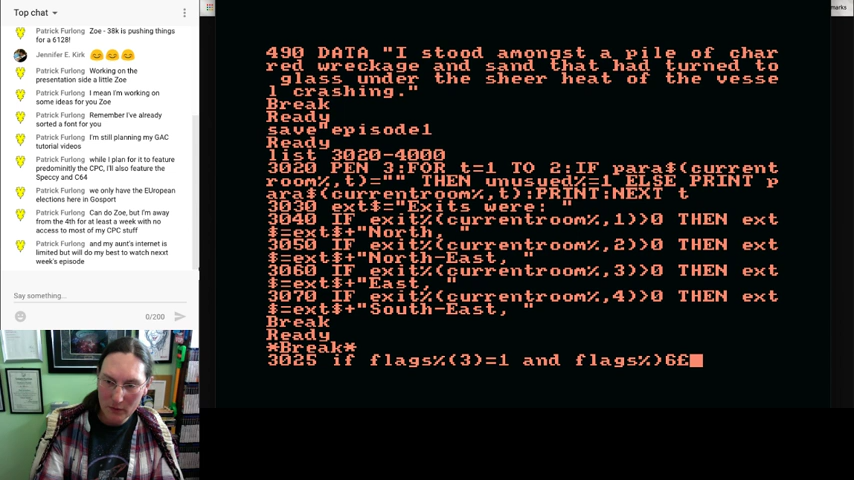 Top chat
Patrick Furlong Zoe - 38k is pushing things
for a 6128!
Jennifer E. Kirk
Patrick Furlong Working on the
presentation side a little Zoe
Patrick Furlong I mean I'm working on
some ideas for you Zoe
Patrick Furlong Remember I've already
sorted a font for you
Patrick Furlong I'm still planning my GAC
tutorial videos
Patrick Furlong while I plan for it to feature
predominitly the CPC, I'll also feature the
Speccy and C64
Patrick Furlong we only have the EUropean
elections here in Gosport
Patrick Furlong Can do Zoe, but I'm away
from the 4th for at least a week with no
access to most of my CPC stuff
Patrick Furlong and my aunt's internet is
limited but will do my best to watch nexxt
week's episode
Say something...
0/200
marks
490 DATA "I stood amongst a pile of char
red wreckage and sand that had turned to
glass under the sheer heat of the vesse
l crashing."
Break
Ready
save"episode1
Ready
list 3020-4000
3020 PEN 3:FOR t=1 TO 2:IF para$(current
room%,t)="" THEN unusued%=1 ELSE PRINT p
ara$(currentroom%,t):PRINT:NEXT t
3030 ext$="Exits were: "
3040 IF exit%(currentroom%,1)>0 THEN ext
$=ext$+"North, "
3050 IF exit%(currentroom%,2)>0 THEN ext
$=ext$+"North-East, "
3060 IF exit%(currentroom%,3)>0 THEN ext
$=ext$+"East, "
3070 IF exit%(currentroom%,4)>0 THEN ext
$=ext$+"South-East, "
Break
Ready
*Break*
3025 if flags%(3)=1 and flags%)6£